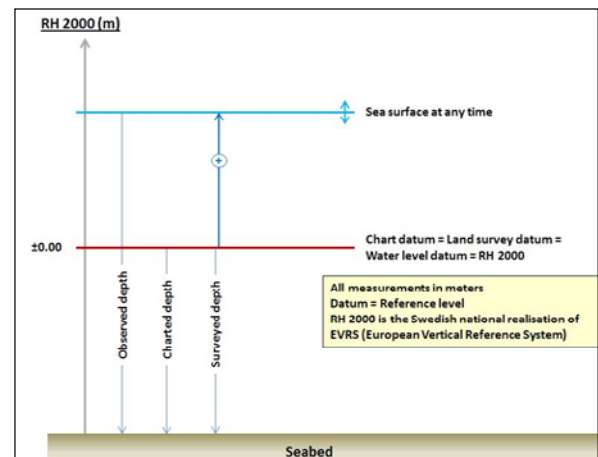 RH 2000 (m)
Sea surface at any time
+
±0.00
Chart datum = Land survey datum =
Water level datum = RH 2000
Observed depth
Charted depth
Surveyed depth
All measurements in meters
Datum = Reference level
RH 2000 is the Swedish national realisation of
EVRS (European Vertical Reference System)
Seabed